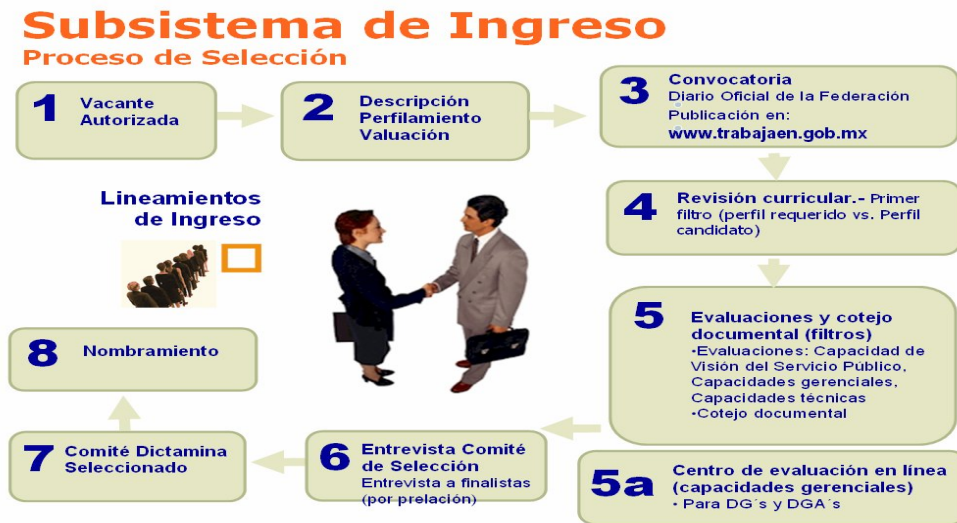 Subsistema de Ingreso
Proceso de Selección
1 Vacante
Autorizada
2 Descripción
Perfilamiento
Valuación
3 Convocatoria
Diario Oficial de la Federación
Publicación en:
www.trabajaen.gob.mx
Lineamientos
de Ingreso
4 Revisión curricular.- Primer
filtro (perfil requerido vs. Perfil
candidato)
5 Evaluaciones y cotejo
documental (filtros)
•Evaluaciones: Capacidad de
Visión del Servicio Público,
Capacidades gerenciales,
Capacidades técnicas
•Cotejo documental
5a Centro de evaluación en línea
(capacidades gerenciales)
• Para DG´s y DGA´s
6 Entrevista Comité
de Selección
Entrevista a finalistas
(por prelación)
7 Comité Dictamina
Seleccionado
8 Nombramiento